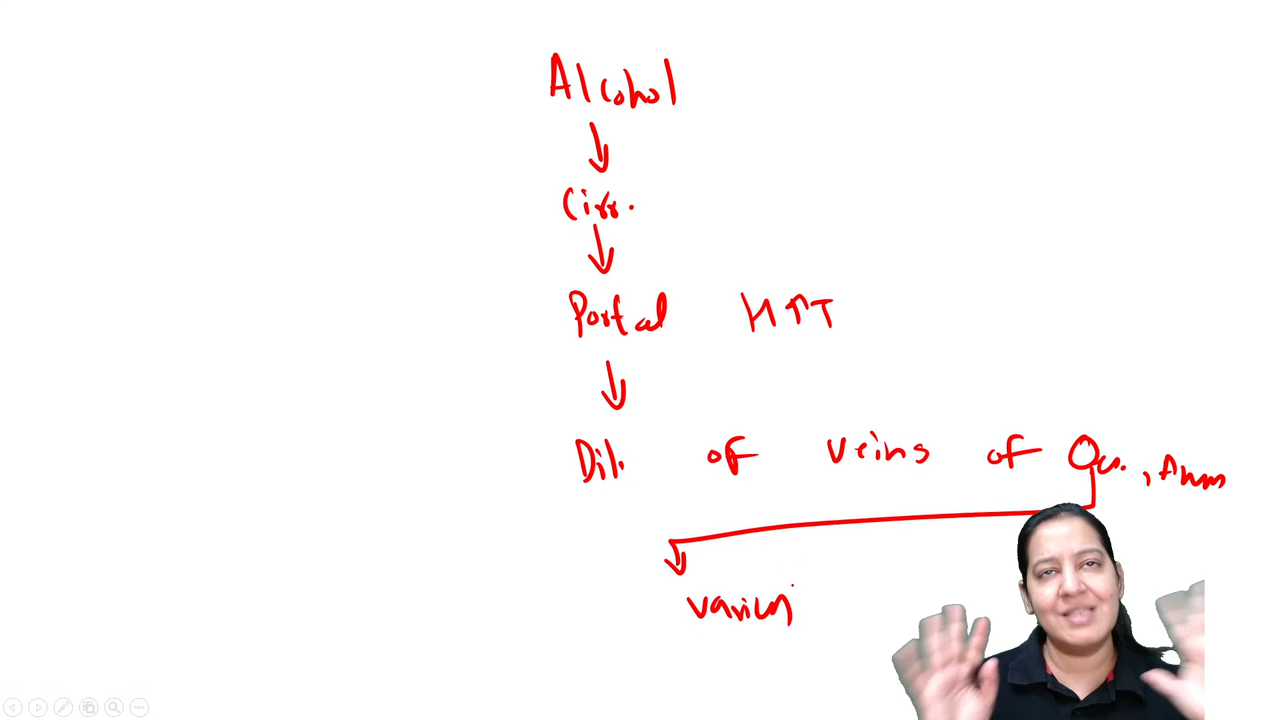 Alcohol
Cirr.
Portal HTT
Dil. of veins of Oes., Anus
varices